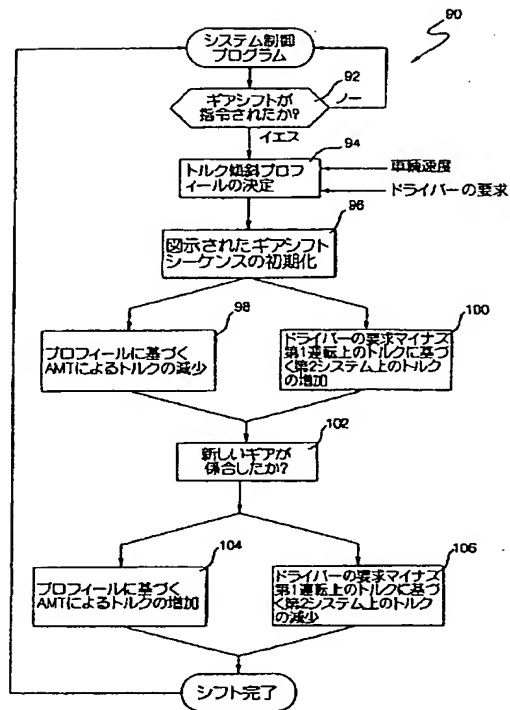 90
システム制御
プログラム
92
ギアシフトが
指令されたか?
ノー
イエス
94
トルク傾斜プロ
フィールの決定
車輌速度
ドライバーの要求
96
図示されたギアシフト
シーケンスの初期化
98
プロフィールに基づく
AMTによるトルクの減少
100
ドライバーの要求マイナス
第1運転上のトルクに基づ
く第2システム上のトルク
の増加
102
新しいギアが
係合したか?
104
プロフィールに基づく
AMTによるトルクの増加
106
ドライバーの要求マイナス
第1運転上のトルクに基づ
く第2システム上のトルク
の減少
シフト完了